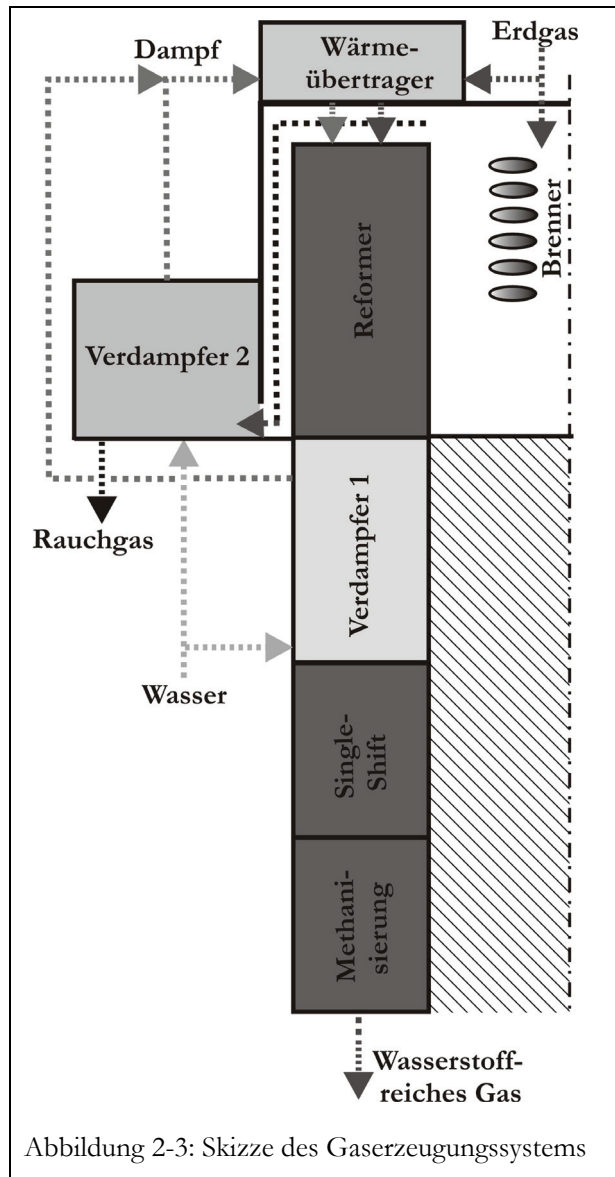 Dampf
Wärme-
übertrager
Erdgas
Brenner
Reformer
Verdampfer 2
Rauchgas
Verdampfer 1
Wasser
Single-
Shift
Methani-
sierung
Wasserstoff-
reiches Gas
Abbildung 2-3: Skizze des Gaserzeugungssystems